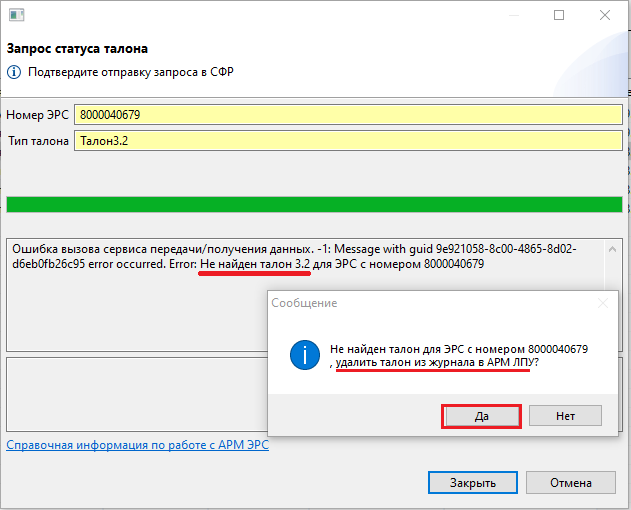 Запрос статуса талона
Подтвердите отправку запроса в СФР
Номер ЭРС 8000040679
Тип талона Талон3.2
Ошибка вызова сервиса передачи/получения данных. -1: Message with guid 9e921058-8c00-4865-8d02-
d6eb0fb26c95 error occurred. Error: Не найден талон 3.2 для ЭРС с номером 8000040679
Сообщение
Не найден талон для ЭРС с номером 8000040679
, удалить талон из журнала в АРМ ЛПУ?
Да Нет
Справочная информация по работе с АРМ ЭРС
Закрыть Отмена